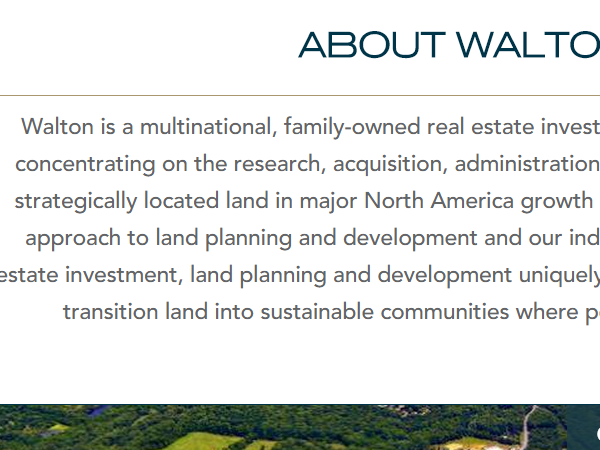 ABOUT WALTO
Walton is a multinational, family-owned real estate invest
concentrating on the research, acquisition, administration
strategically located land in major North America growth
approach to land planning and development and our ind
estate investment, land planning and development uniquely
transition land into sustainable communities where p